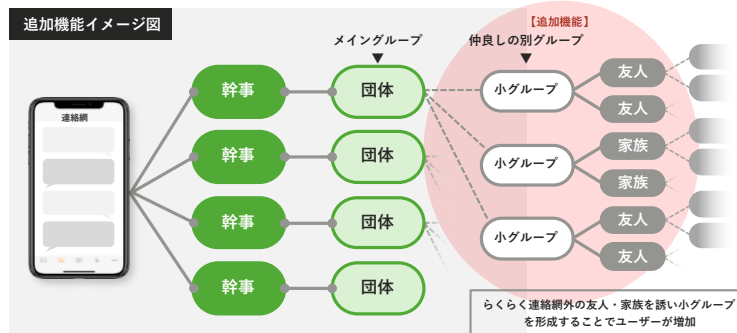 追加機能イメージ図
【追加機能】
メイングループ
仲良しの別グループ
▼
▼
連絡網
幹事
団体
小グループ
友人
友人
幹事
団体
小グループ
家族
家族
幹事
団体
小グループ
友人
友人
幹事
団体
らくらく連絡網外の友人・家族を誘い小グループ
を形成することでユーザーが増加